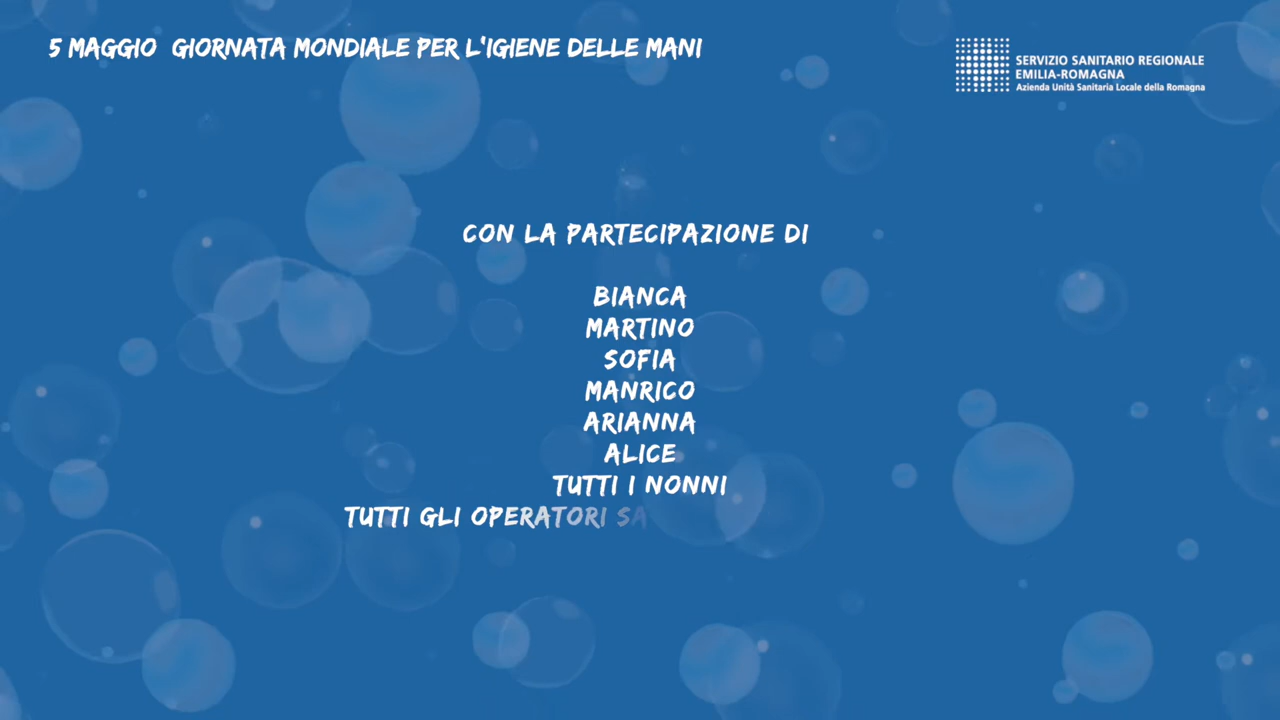 5 MAGGIO GIORNATA MONDIALE PER L'IGIENE DELLE MANI
SERVIZIO SANITARIO REGIONALE
EMILIA-ROMAGNA
Azienda Unità Sanitaria Locale della Romagna
CON LA PARTECIPAZIONE DI
BIANCA
MARTINO
SOFIA
MANRICO
ARIANNA
ALICE
TUTTI I NONNI
TUTTI GLI OPERATORI SA